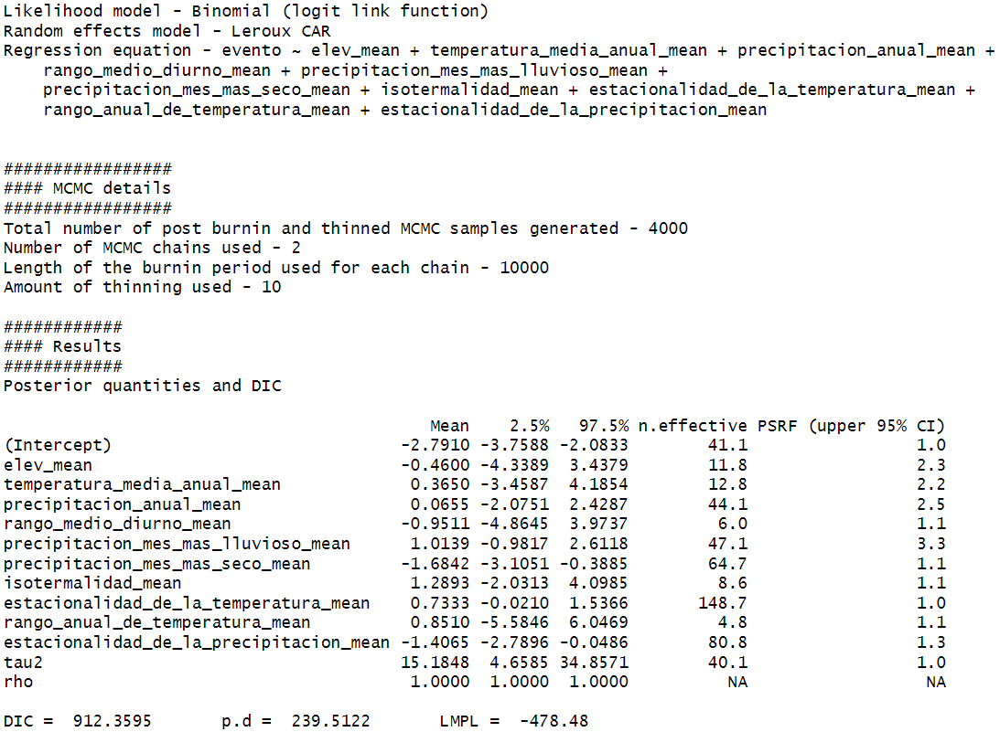 Likelihood model - Binomial (logit link function)
Random effects model - Leroux CAR
Regression equation - evento ~ elev_mean + temperatura_media_anual_mean + precipitacion_anual_mean +
    rango_medio_diurno_mean + precipitacion_mes_mas_lluvioso_mean +
    precipitacion_mes_mas_seco_mean + isotermalidad_mean + estacionalidad_de_la_temperatura_mean +
    rango_anual_de_temperatura_mean + estacionalidad_de_la_precipitacion_mean
#################
#### MCMC details
#################
Total number of post burnin and thinned MCMC samples generated - 4000
Number of MCMC chains used - 2
Length of the burnin period used for each chain - 10000
Amount of thinning used - 10
############
#### Results
############
Posterior quantities and DIC
                                           Mean    2.5%   97.5% n.effective PSRF (upper 95% CI)
(Intercept)                             -2.7910 -3.7588 -2.0833        41.1                 1.0
elev_mean                               -0.4600 -4.3389  3.4379        11.8                 2.3
temperatura_media_anual_mean             0.3650 -3.4587  4.1854        12.8                 2.2
precipitacion_anual_mean                 0.0655 -2.0751  2.4287        44.1                 2.5
rango_medio_diurno_mean                 -0.9511 -4.8645  3.9737         6.0                 1.1
precipitacion_mes_mas_lluvioso_mean      1.0139 -0.9817  2.6118        47.1                 3.3
precipitacion_mes_mas_seco_mean         -1.6842 -3.1051 -0.3885        64.7                 1.1
isotermalidad_mean                       1.2893 -2.0313  4.0985         8.6                 1.1
estacionalidad_de_la_temperatura_mean    0.7333 -0.0210  1.5366       148.7                 1.0
rango_anual_de_temperatura_mean          0.8510 -5.5846  6.0469         4.8                 1.1
estacionalidad_de_la_precipitacion_mean -1.4065 -2.7896 -0.0486        80.8                 1.3
tau2                                    15.1848  4.6585 34.8571        40.1                 1.0
rho                                      1.0000  1.0000  1.0000          NA                  NA
DIC =  912.3595       p.d =  239.5122       LMPL =  -478.48